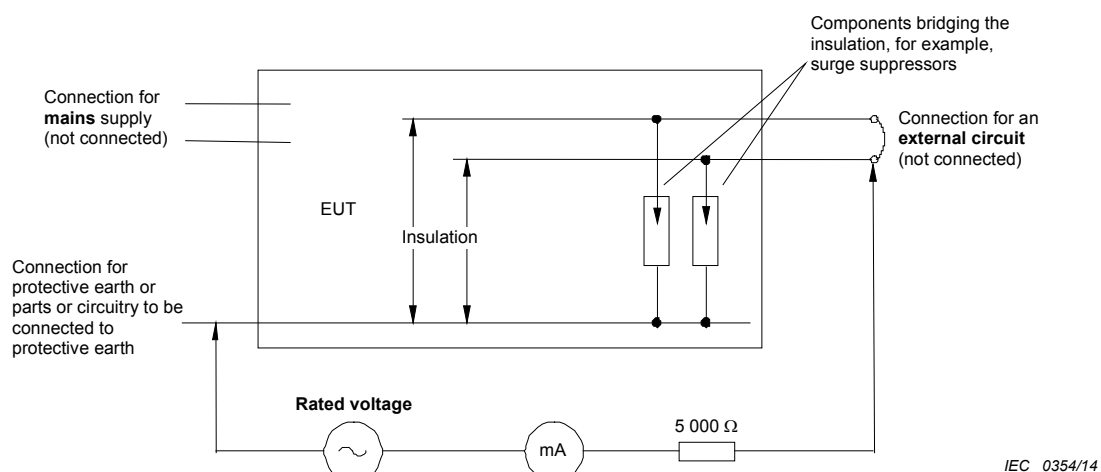 Components bridging the
insulation, for example,
surge suppressors
Connection for
mains supply
(not connected)
Connection for an
external circuit
(not connected)
EUT
Insulation
Connection for
protective earth or
parts or circuitry to be
connected to
protective earth
Rated voltage
mA
5 000 Ω
IEC 0354/14